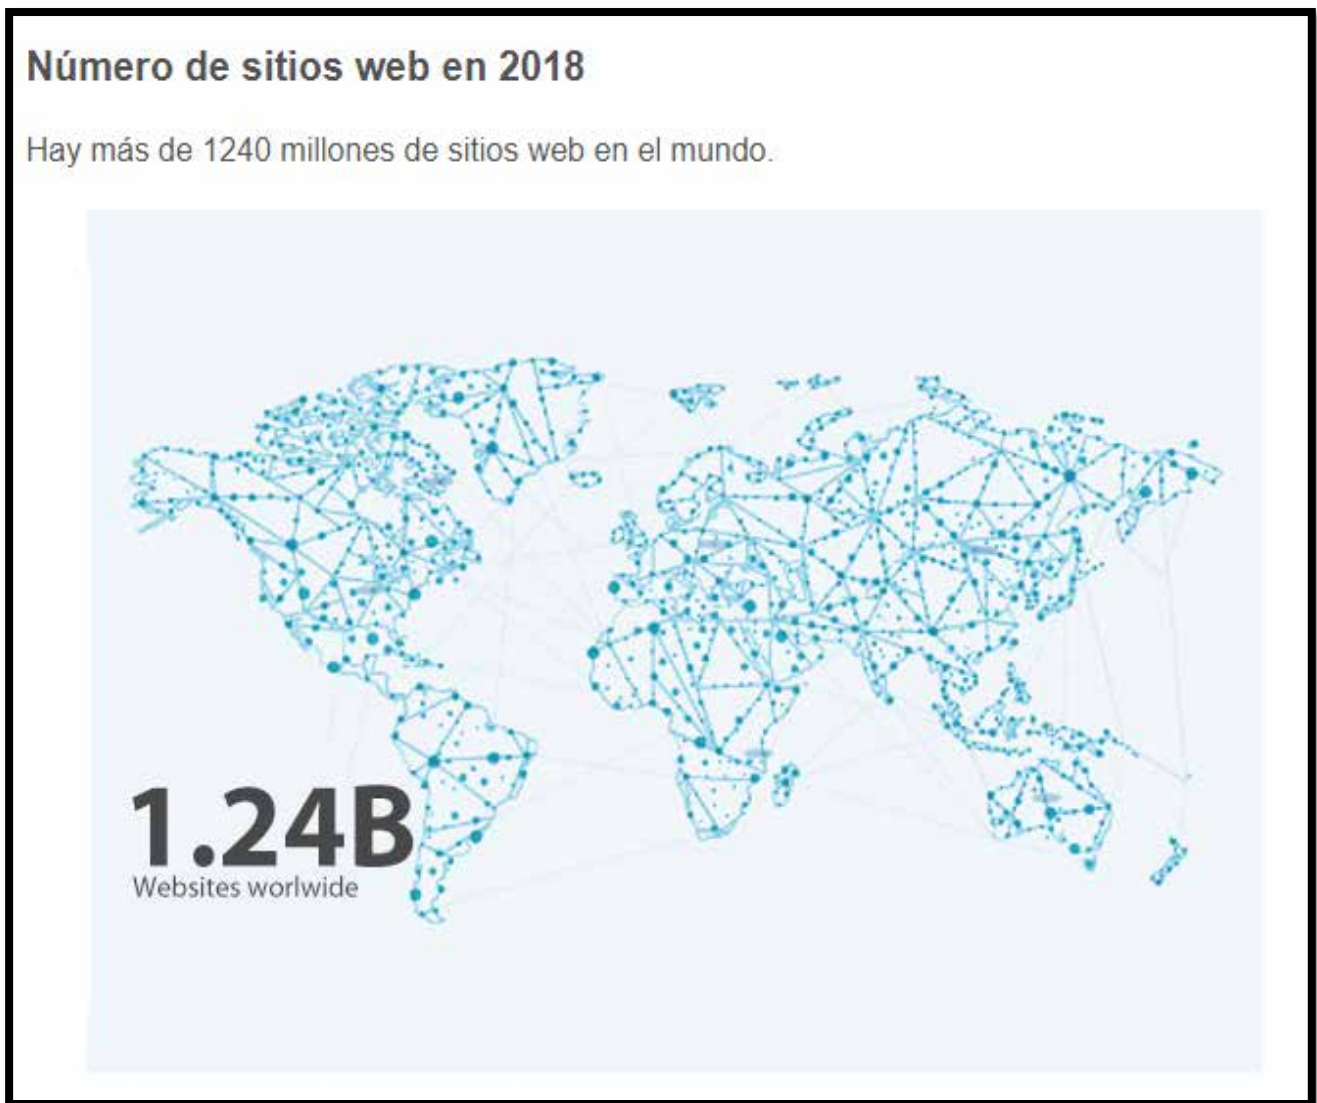 Número de sitios web en 2018
Hay más de 1240 millones de sitios web en el mundo.
1.24B
Websites worlwide